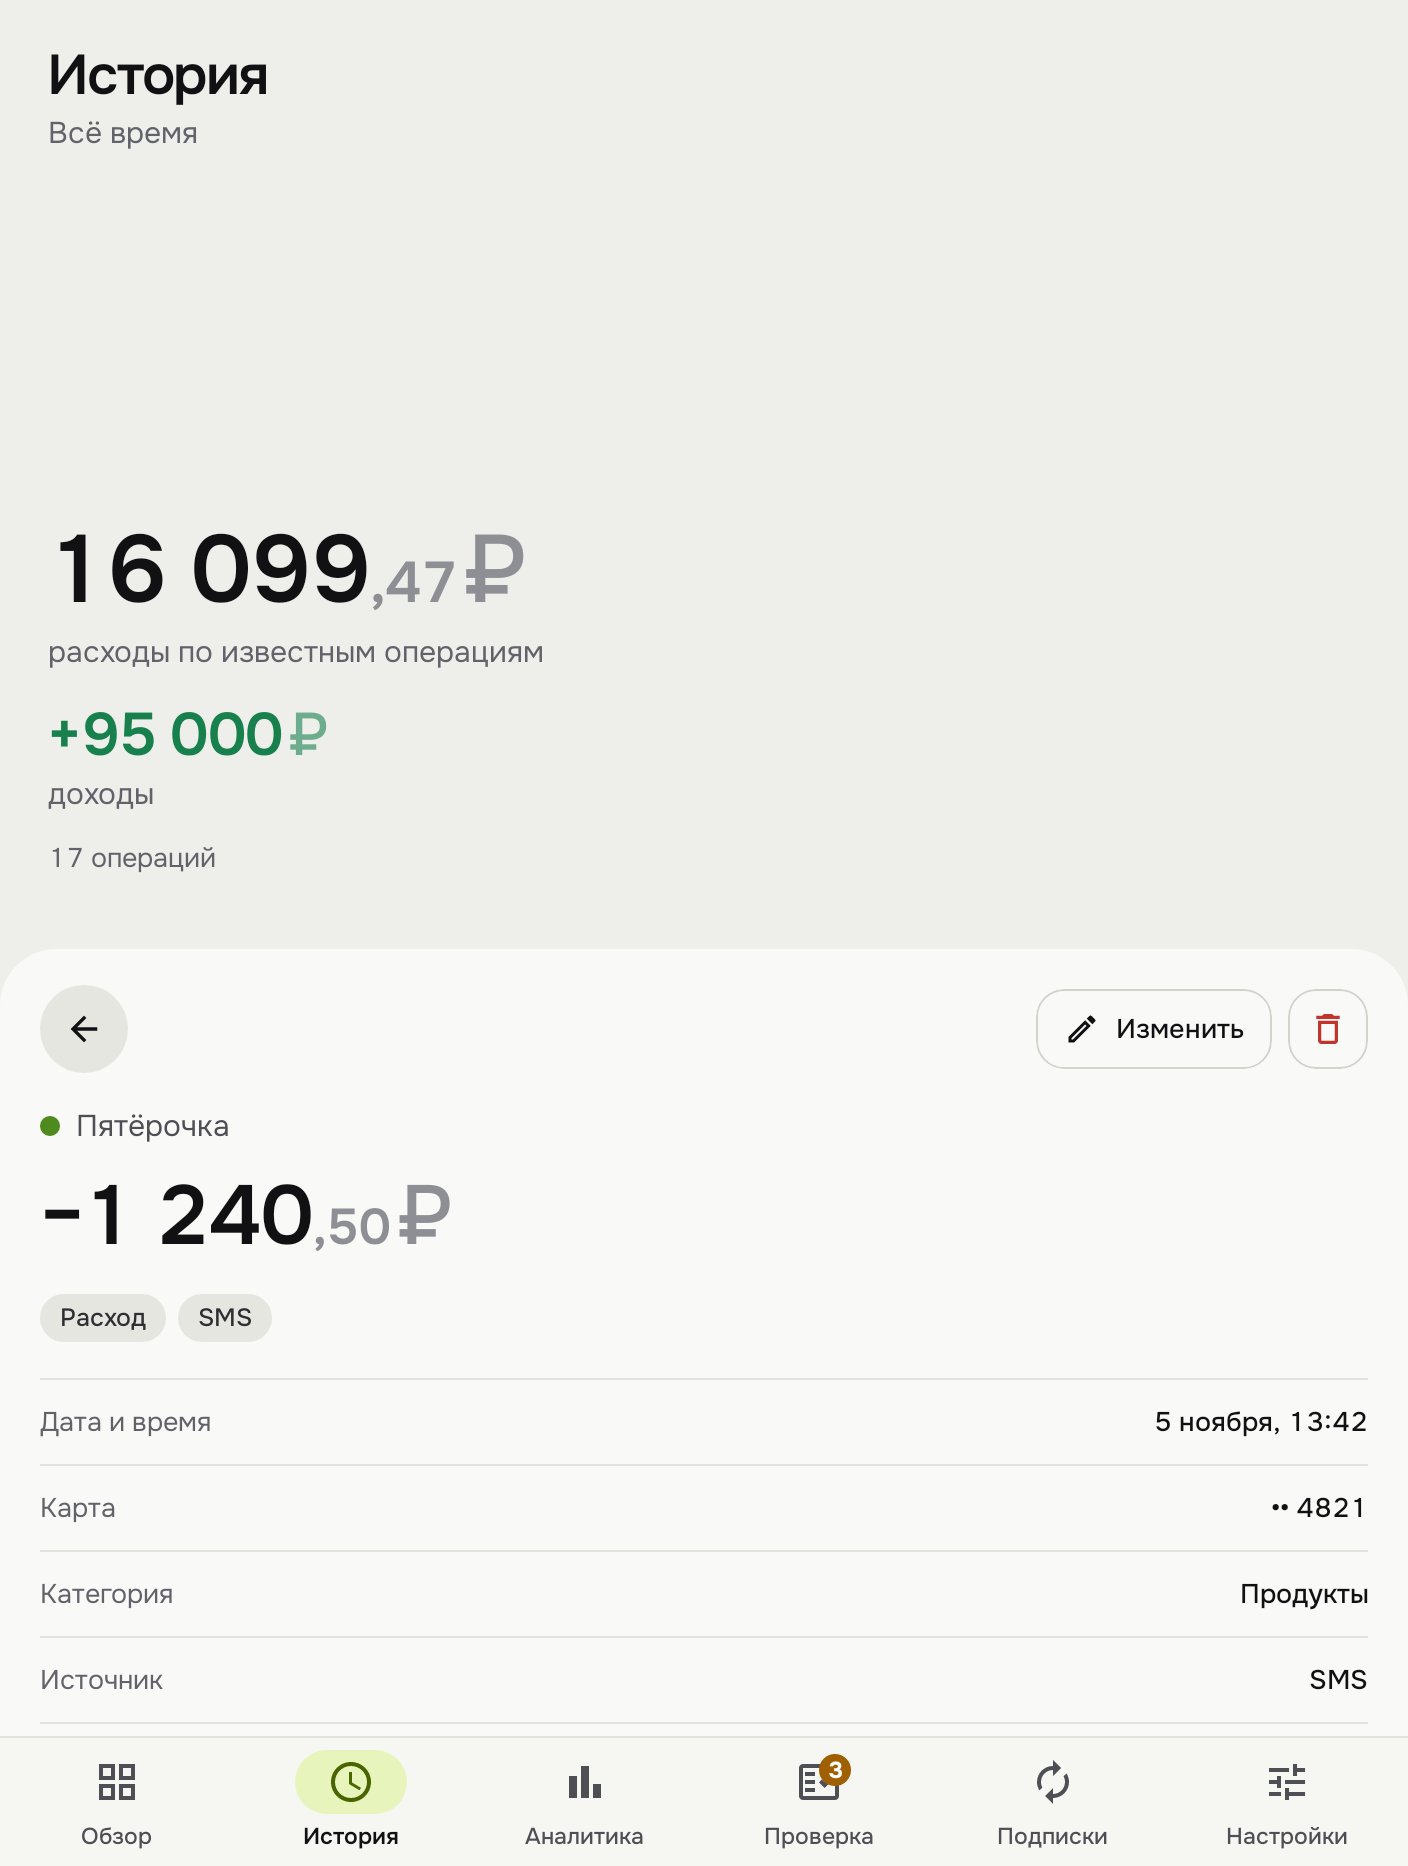 История
Всё время
16 099,47 ₽
расходы по известным операциям
+95 000 ₽
доходы
17 операций
Изменить
Пятёрочка
−1 240,50 ₽
Расход SMS
Дата и время 5 ноября, 13:42
Карта •• 4821
Категория Продукты
Источник SMS
3
Обзор История Аналитика Проверка Подписки Настройки